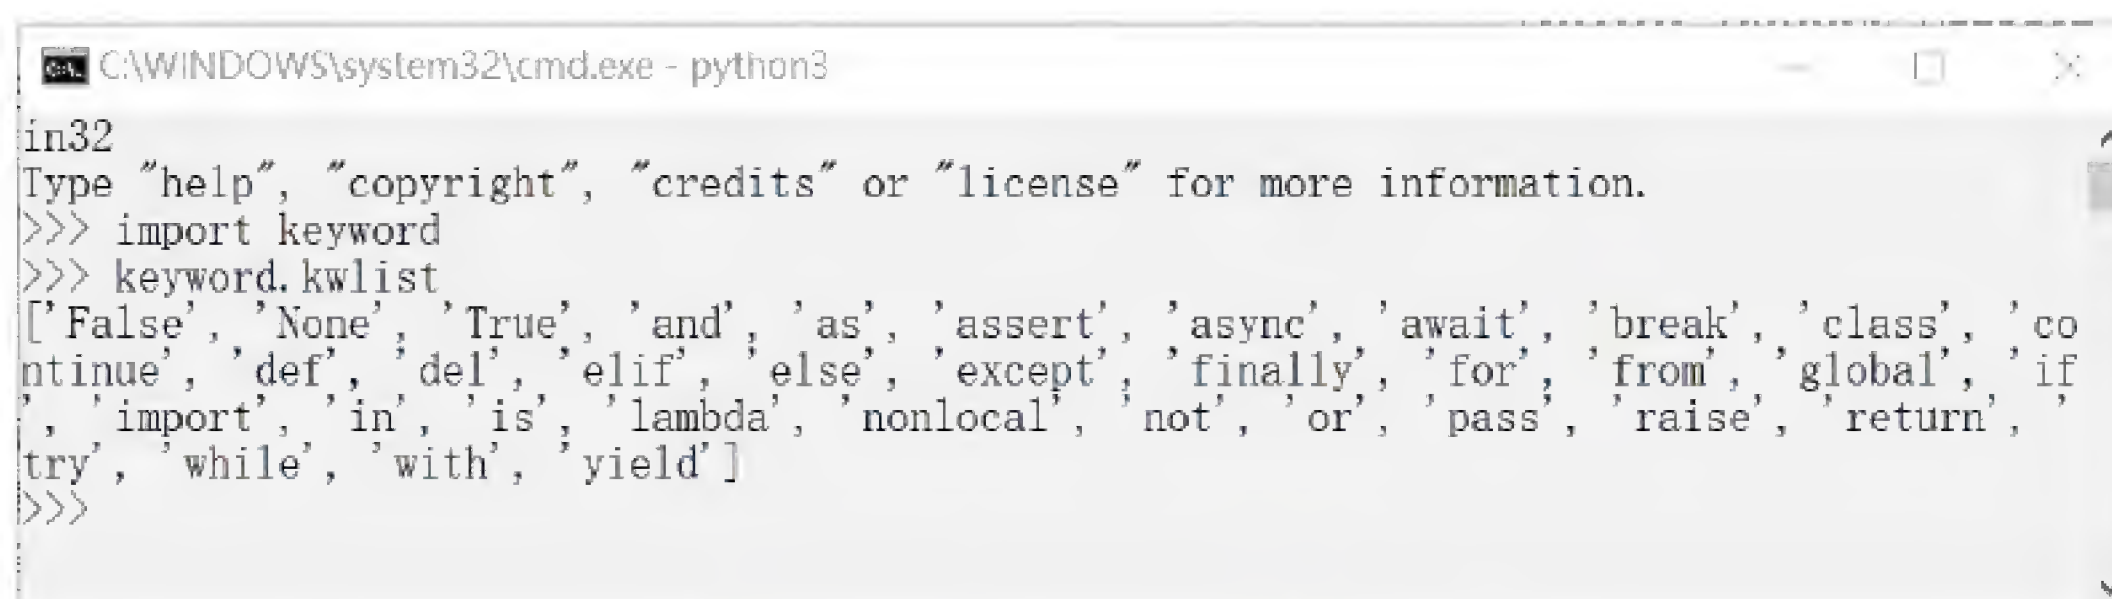 C:\WINDOWS\system32\cmd.exe - python3
in32
Type "help", "copyright", "credits" or "license" for more information.
>>> import keyword
>>> keyword.kwlist
['False', 'None', 'True', 'and', 'as', 'assert', 'async', 'await', 'break', 'class', 'co
ntinue', 'def', 'del', 'elif', 'else', 'except', 'finally', 'for', 'from', 'global', 'if
', 'import', 'in', 'is', 'lambda', 'nonlocal', 'not', 'or', 'pass', 'raise', 'return', '
try', 'while', 'with', 'yield']
>>>